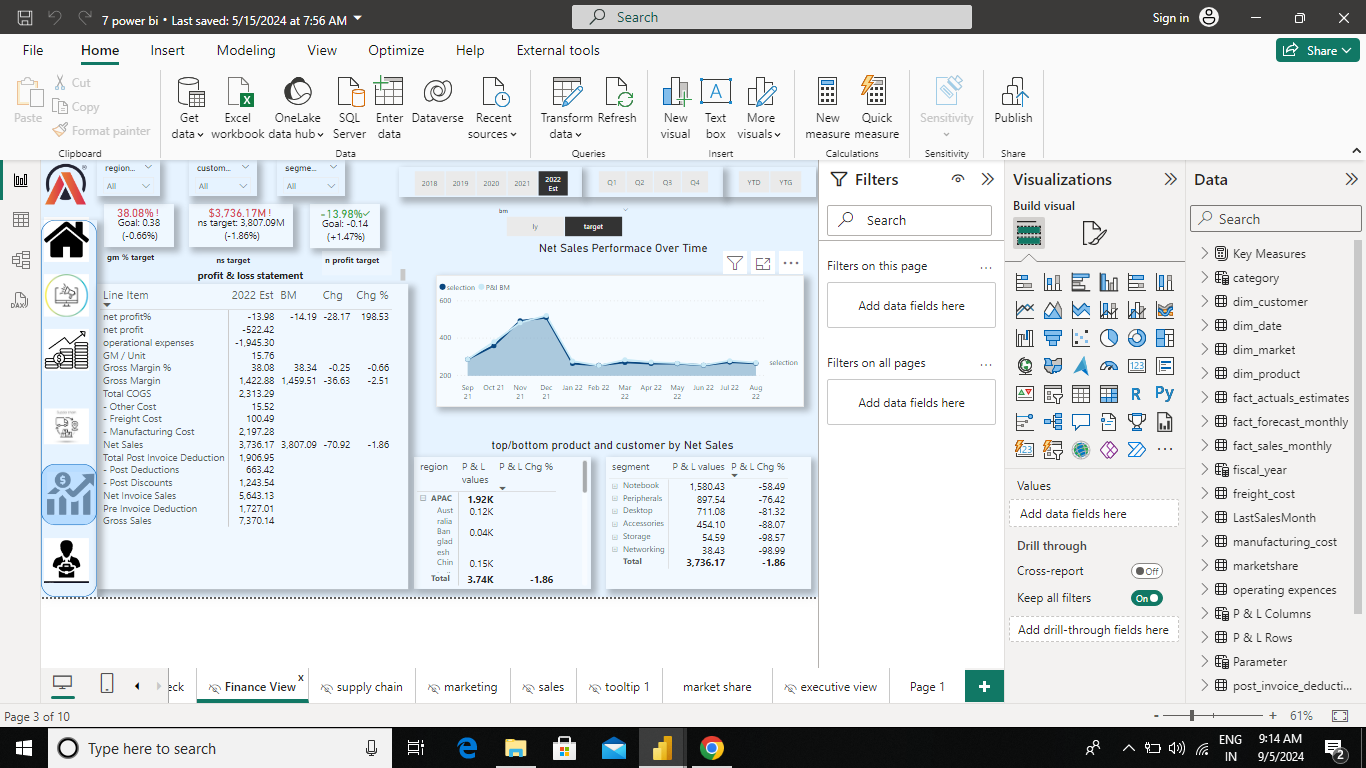 7 power bi • Last saved: 5/15/2024 at 7:56 AM
Search
Sign in
File Home Insert Modeling View Optimize Help External tools
Share
Paste
Cut
Copy
Format painter
Clipboard
Get data
Excel workbook
OneLake data hub
SQL Server
Enter data
Dataverse
Recent sources
Data
Transform data
Refresh
Queries
New visual
Text box
More visuals
Insert
New measure
Quick measure
Calculations
Sensitivity
Sensitivity
Publish
Share
region... custom... segme...
All All All
2018 2019 2020 2021 2022 Est
Q1 Q2 Q3 Q4
YTD YTG
38.08% !
Goal: 0.38
(-0.66%)
gm % target
$3,736.17M !
ns target: 3,807.09M
(-1.86%)
ns target
-13.98%
Goal: -0.14
(+1.47%)
n profit target
bm
ly target
profit & loss statement
Line Item 2022 Est BM Chg Chg %
net profit% -13.98 -14.19 -28.17 198.53
net profit -522.42
operational expenses -1,945.30
GM / Unit 15.76
Gross Margin % 38.08 38.34 -0.25 -0.66
Gross Margin 1,422.88 1,459.51 -36.63 -2.51
Total COGS 2,313.29
- Other Cost 15.52
- Freight Cost 100.49
- Manufacturing Cost 2,197.28
Net Sales 3,736.17 3,807.09 -70.92 -1.86
Total Post Invoice Deduction 1,906.95
- Post Deductions 663.42
- Post Discounts 1,243.54
Net Invoice Sales 5,643.13
Pre Invoice Deduction 1,727.01
Gross Sales 7,370.14
Net Sales Performace Over Time
selection P&l BM
600
400
200
selection
Sep 21 Oct 21 Nov 21 Dec 21 Jan 22 Feb 22 Mar 22 Apr 22 May 22 Jun 22 Jul 22 Aug 22
top/bottom product and customer by Net Sales
region P & L values P & L Chg %
APAC 1.92K
Australia 0.12K
Bangladesh 0.04K
Chin 0.15K
Total 3.74K -1.86
segment P & L values P & L Chg %
Notebook 1,580.43 -58.49
Peripherals 897.54 -76.42
Desktop 711.08 -81.32
Accessories 454.10 -88.07
Storage 54.59 -98.57
Networking 38.43 -98.99
Total 3,736.17 -1.86
Filters
Search
Filters on this page
Add data fields here
Filters on all pages
Add data fields here
Visualizations
Build visual
Values
Add data fields here
Drill through
Cross-report Off
Keep all filters On
Add drill-through fields here
Data
Search
Key Measures
category
dim_customer
dim_date
dim_market
dim_product
fact_actuals_estimates
fact_forecast_monthly
fact_sales_monthly
fiscal_year
freight_cost
LastSalesMonth
manufacturing_cost
marketshare
operating expences
P & L Columns
P & L Rows
Parameter
post_invoice_deducti...
eck Finance View x supply chain marketing sales tooltip 1 market share executive view Page 1 +
Page 3 of 10
- + 61%
Type here to search
ENG
IN
9:14 AM
9/5/2024
2